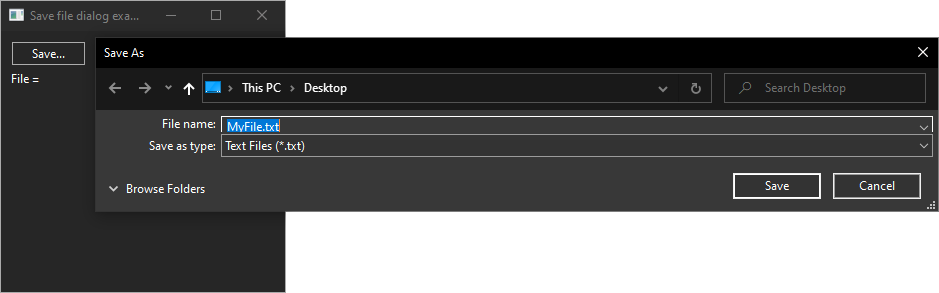 Save file dialog exa...
Save...
File =
Save As
This PC
Desktop
Search Desktop
File name: MyFile.txt
Save as type: Text Files (*.txt)
Browse Folders
Save
Cancel